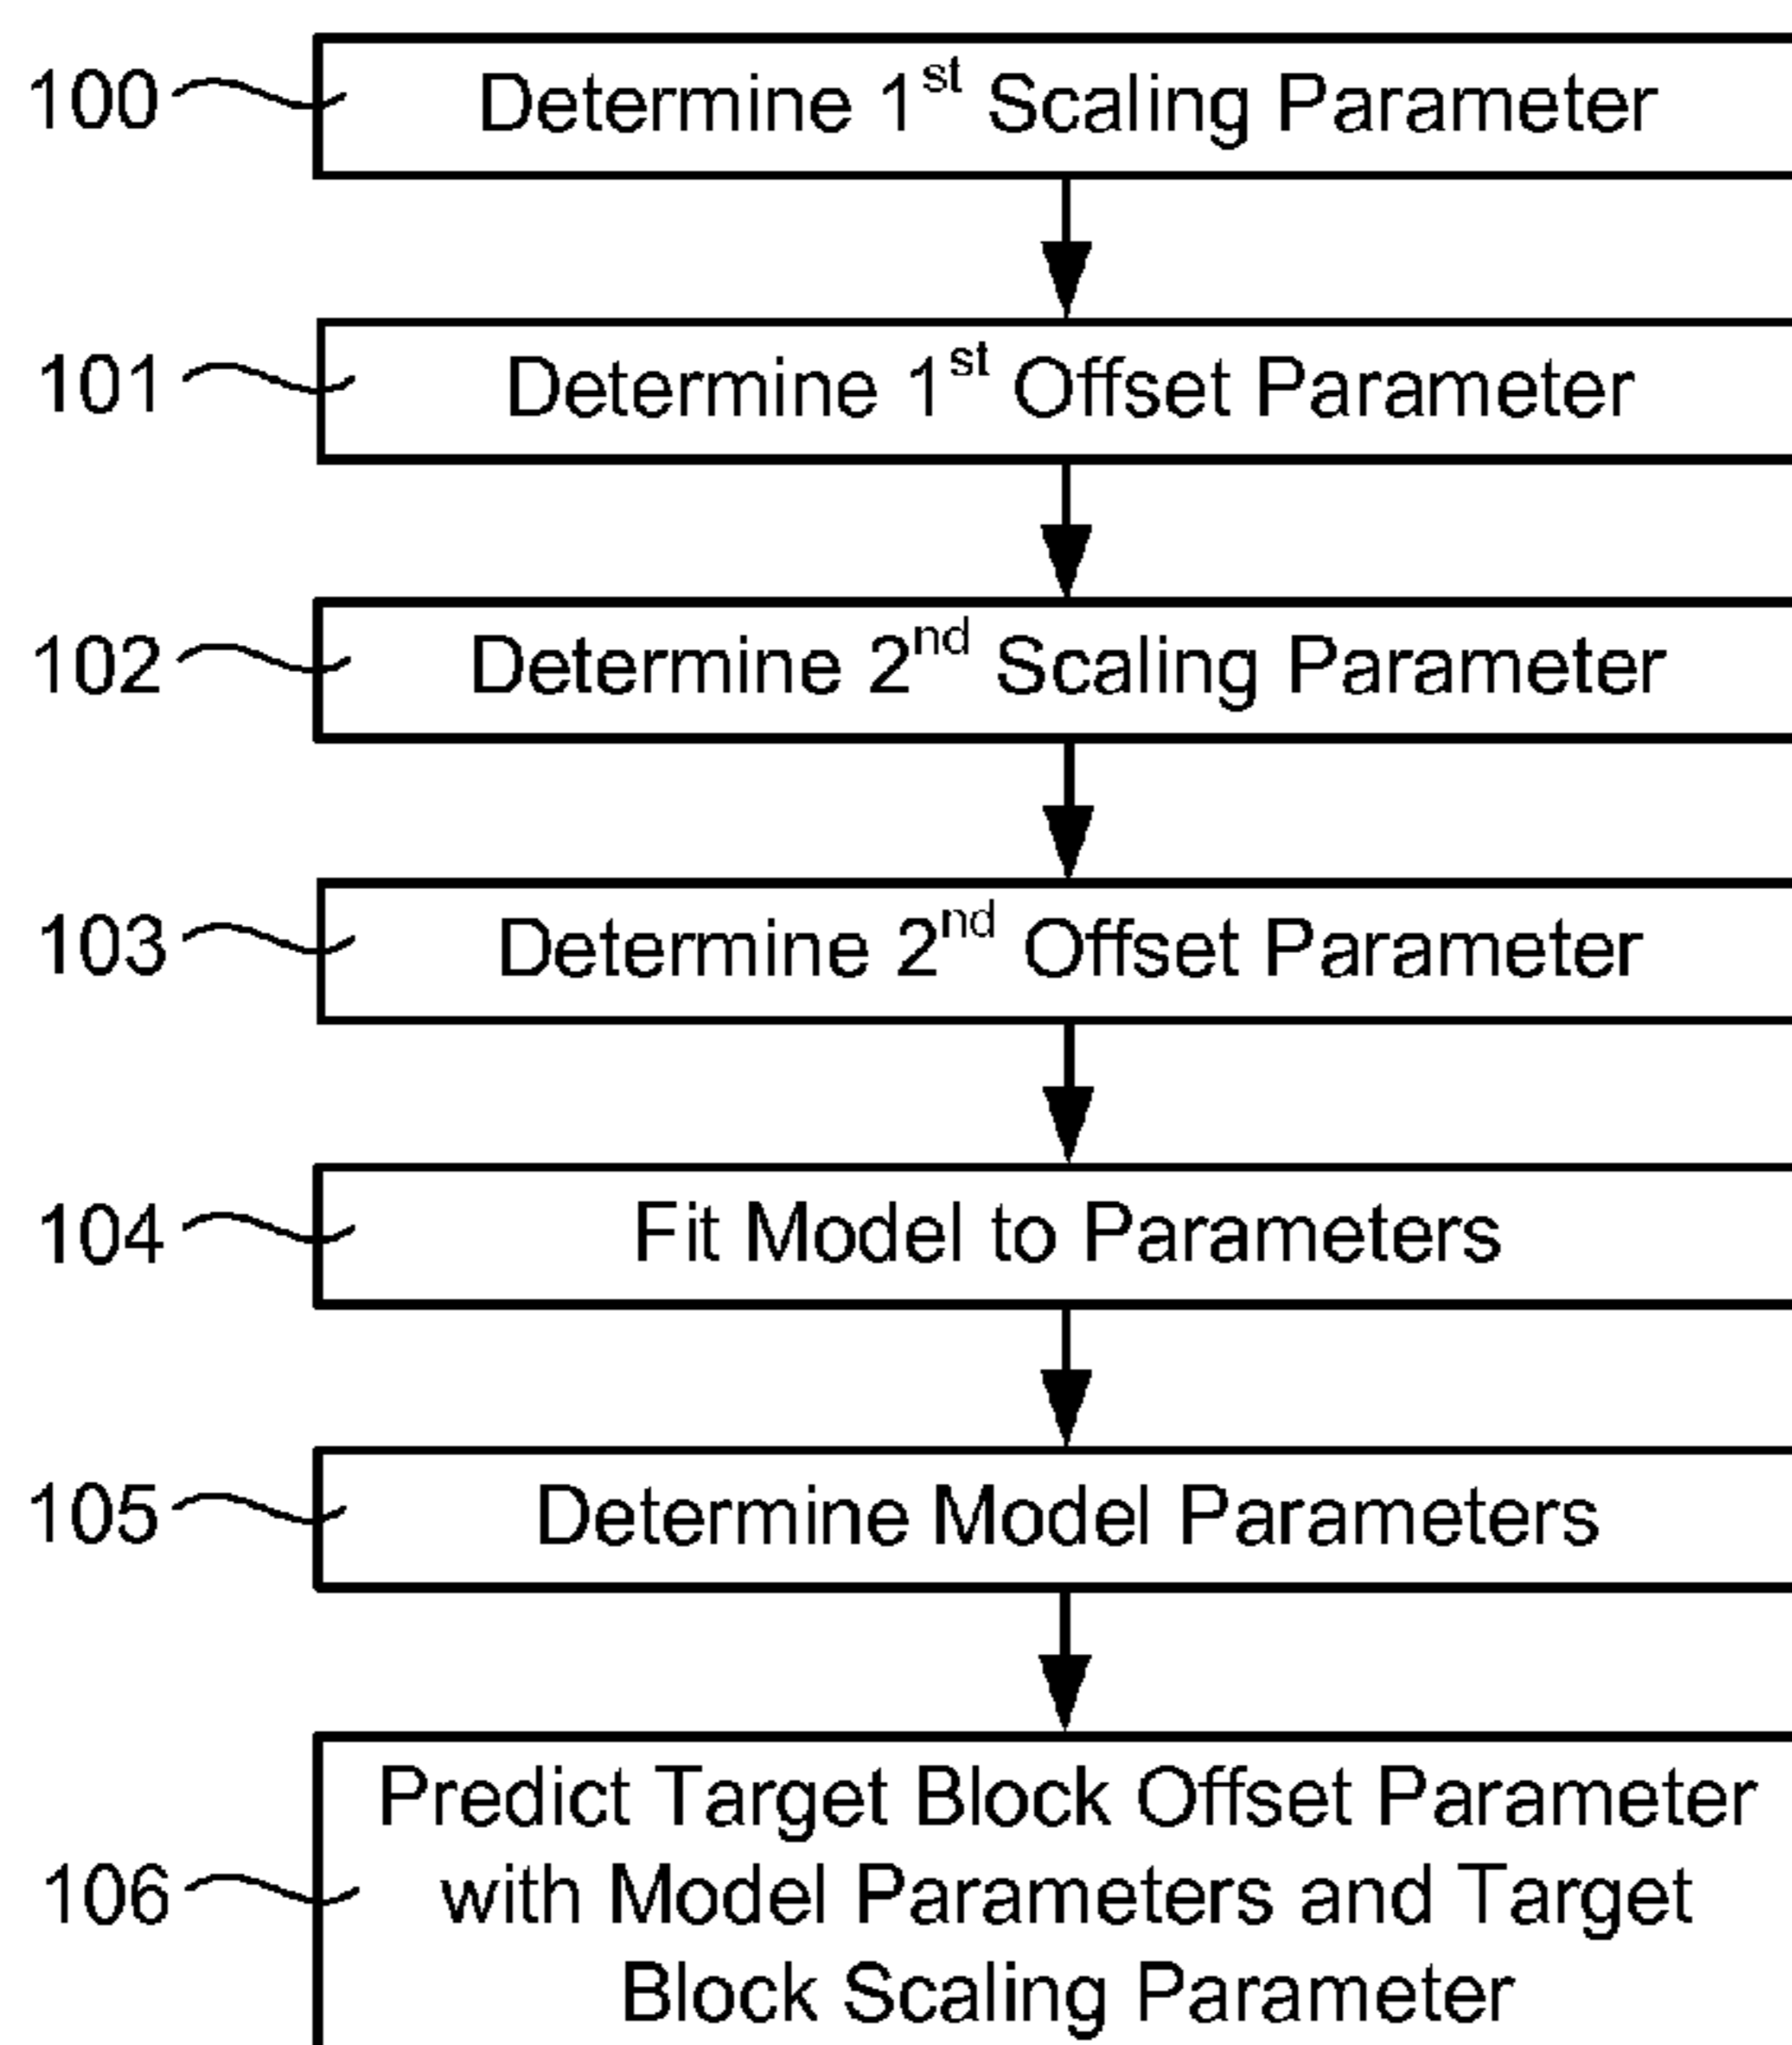 100 Determine 1st Scaling Parameter
101 Determine 1st Offset Parameter
102 Determine 2nd Scaling Parameter
103 Determine 2nd Offset Parameter
104 Fit Model to Parameters
105 Determine Model Parameters
Predict Target Block Offset Parameter
106 with Model Parameters and Target
Block Scaling Parameter